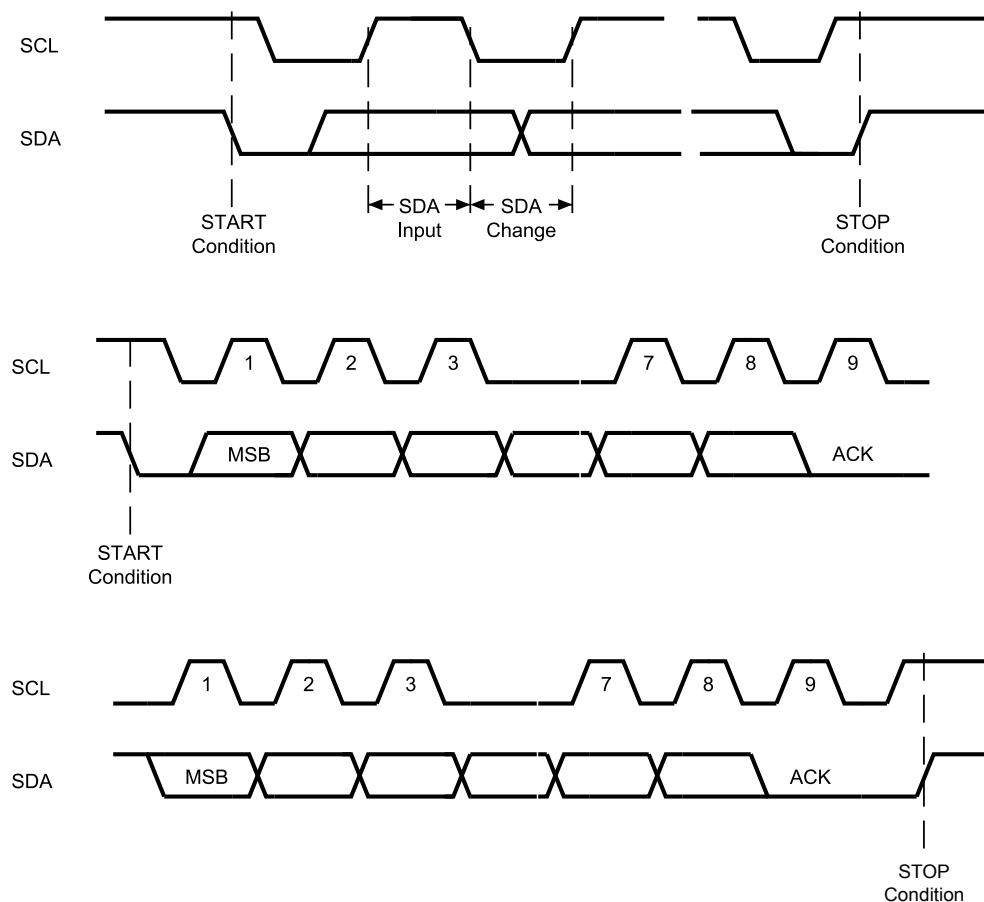 SCL
SDA
START
Condition
SDA
Input
SDA
Change
STOP
Condition
SCL
1
2
3
7
8
9
SDA
MSB
ACK
START
Condition
SCL
1
2
3
7
8
9
SDA
MSB
ACK
STOP
Condition